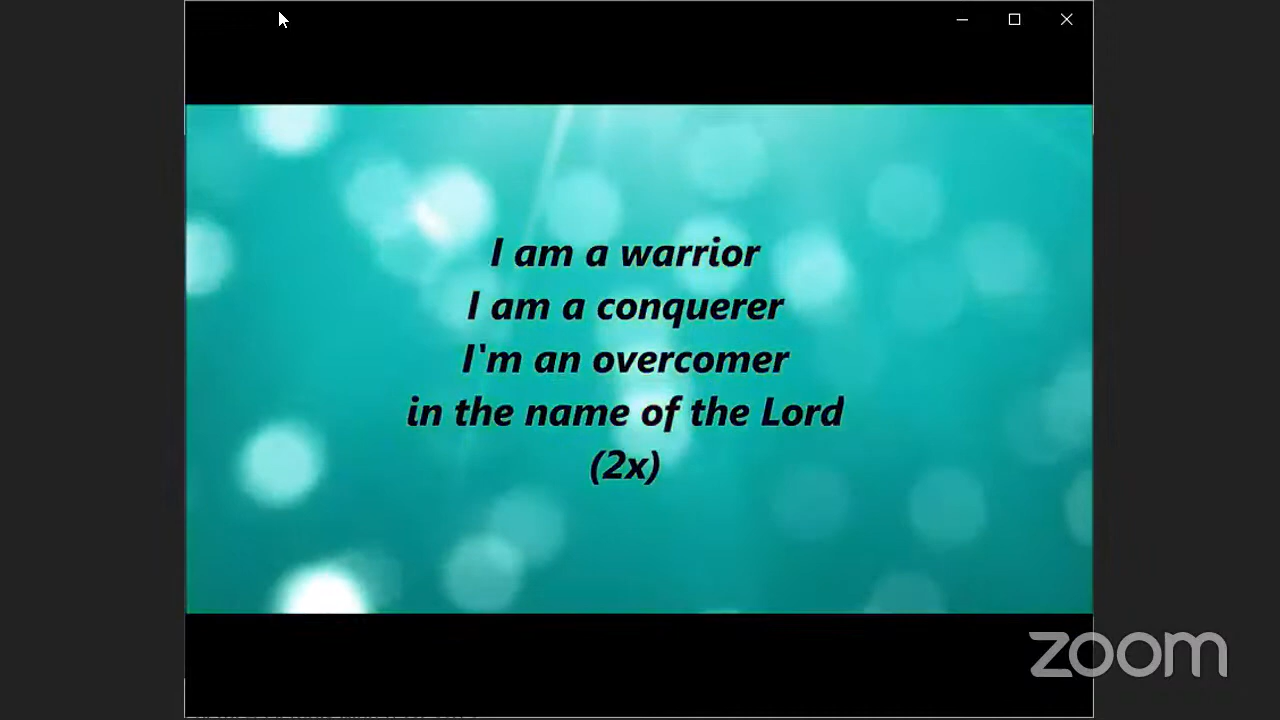 I am a warrior
I am a conquerer
I'm an overcomer
in the name of the Lord
(2x)
zoom